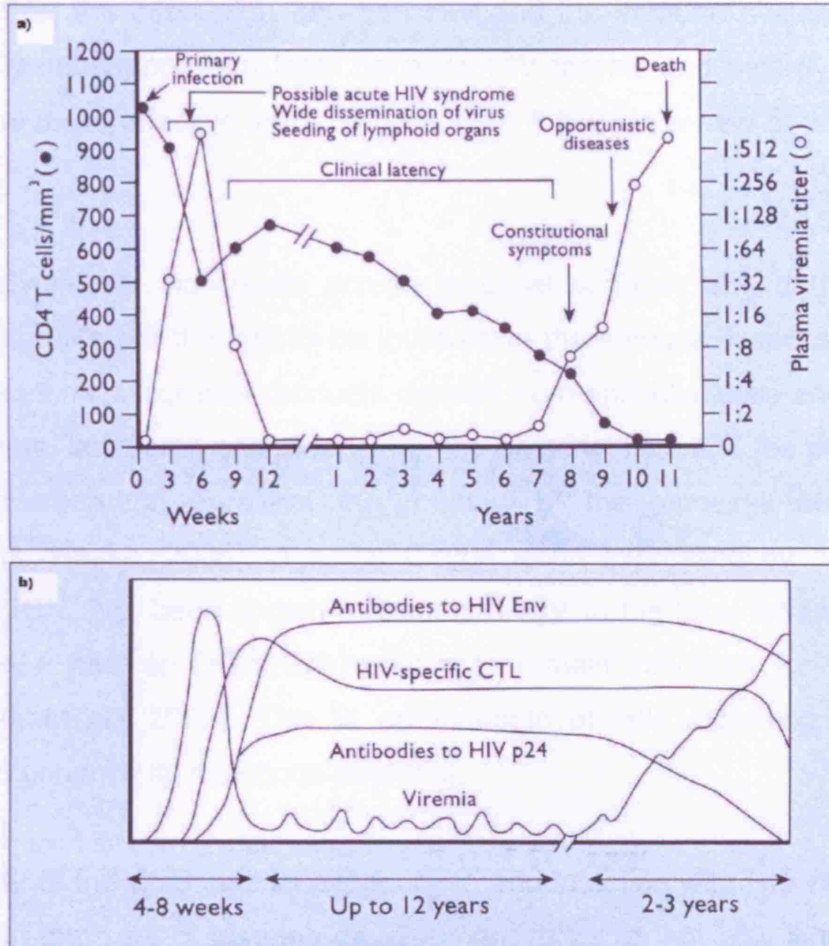 a)
Primary
infection
Possible acute HIV syndrome
Wide dissemination of virus
Seeding of lymphoid organs
Death
Opportunistic
diseases
Clinical latency
Constitutional
symptoms
CD4 T cells/mm³ (●)
1200
1100
1000
900
800
700
600
500
400
300
200
100
0
Plasma viremia titer (○)
1:512
1:256
1:128
1:64
1:32
1:16
1:8
1:4
1:2
0
0 3 6 9 12 1 2 3 4 5 6 7 8 9 10 11
Weeks Years
b)
Antibodies to HIV Env
HIV-specific CTL
Antibodies to HIV p24
Viremia
4-8 weeks Up to 12 years 2-3 years